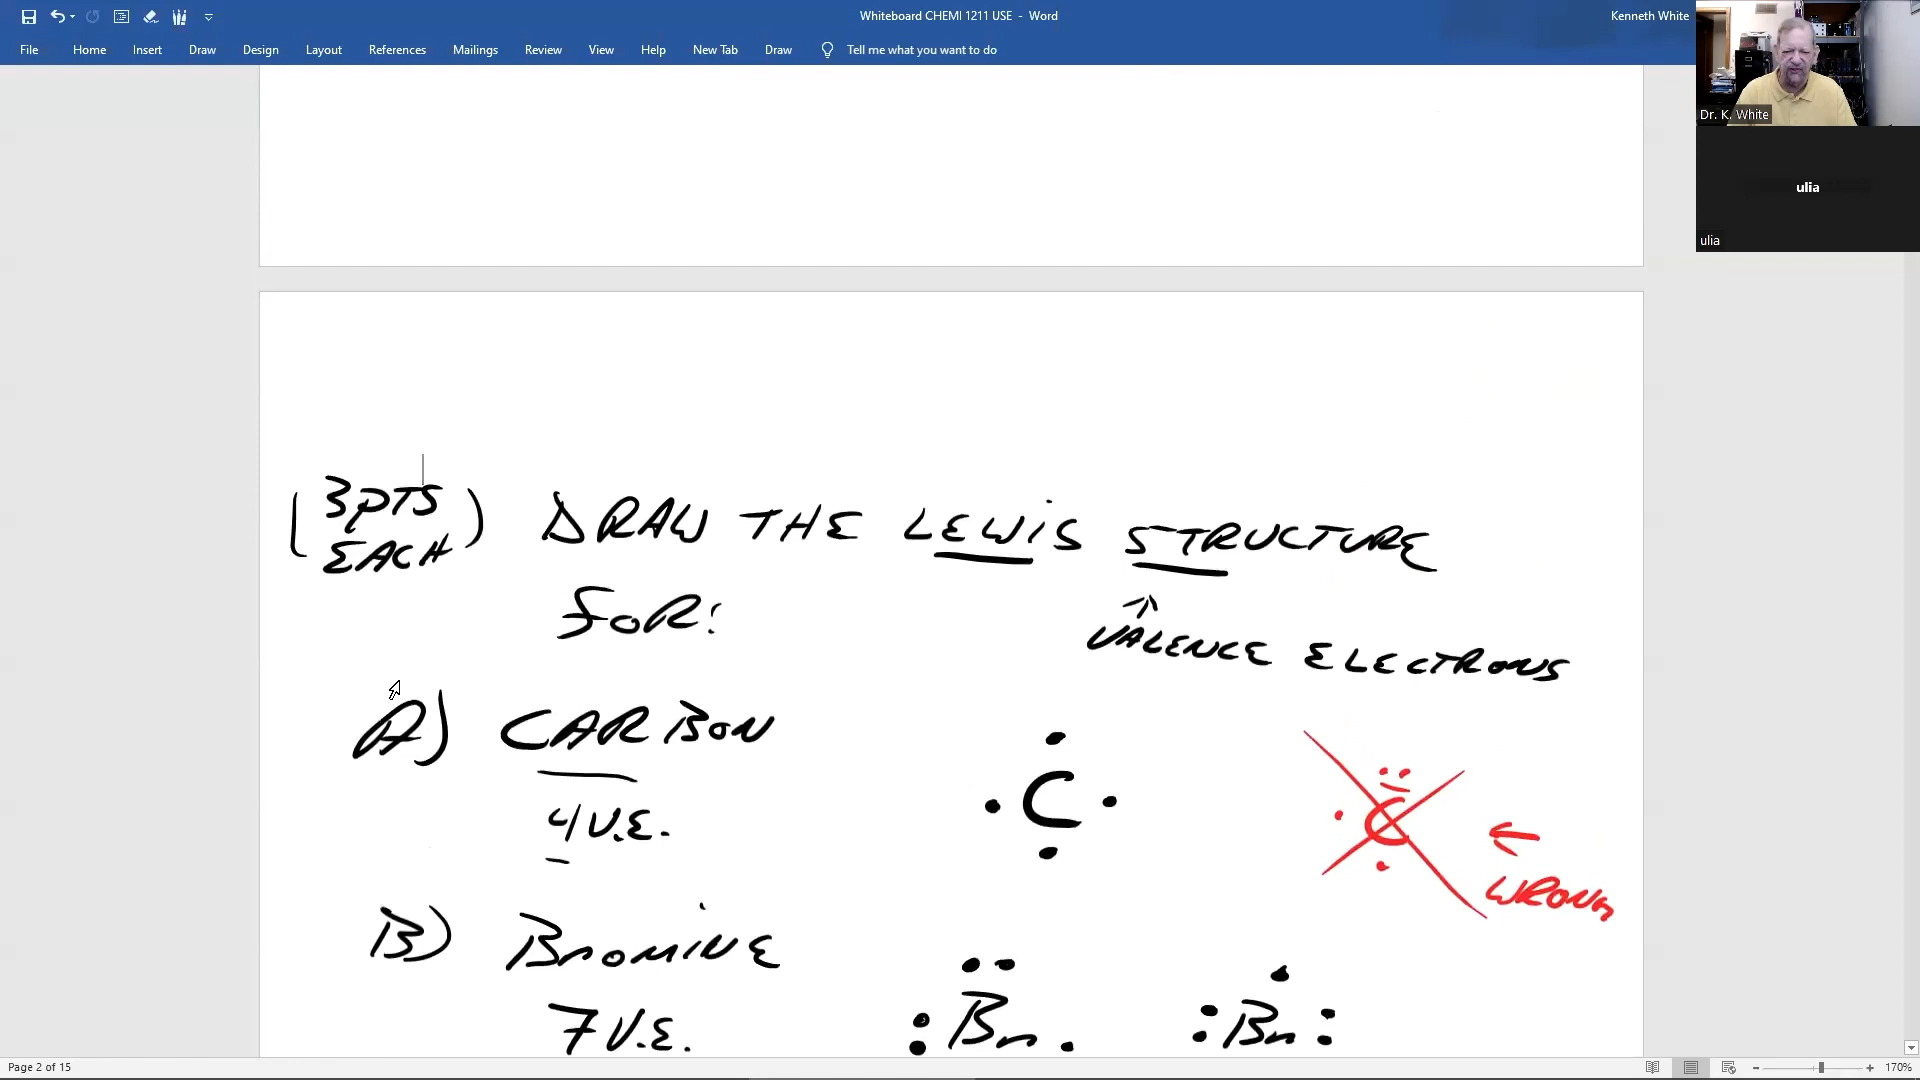 Whiteboard CHEMI 1211 USE - Word
Kenneth White
File Home Insert Draw Design Layout References Mailings Review View Help New Tab Draw Tell me what you want to do
Dr. K. White
ulia
ulia
(3PTS EACH) DRAW THE LEWIS STRUCTURE
FOR:
↑
VALENCE ELECTRONS
A) CARBON
C
C
4 V.E.
← WRONG
B) BROMINE
7 V.E.
Br
Br
Page 2 of 15
170%